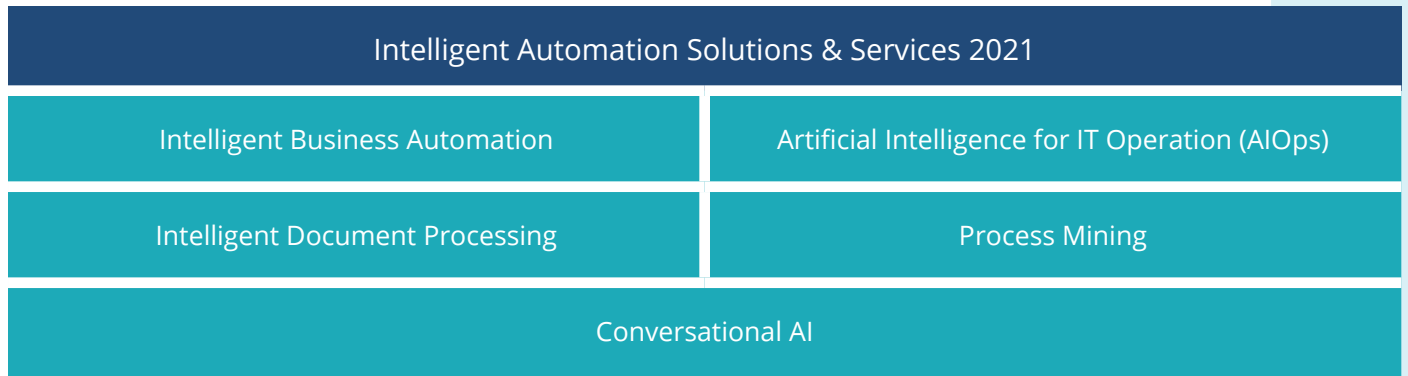 Intelligent Automation Solutions & Services 2021
Intelligent Business Automation
Artificial Intelligence for IT Operation (AIOps)
Intelligent Document Processing
Process Mining
Conversational AI